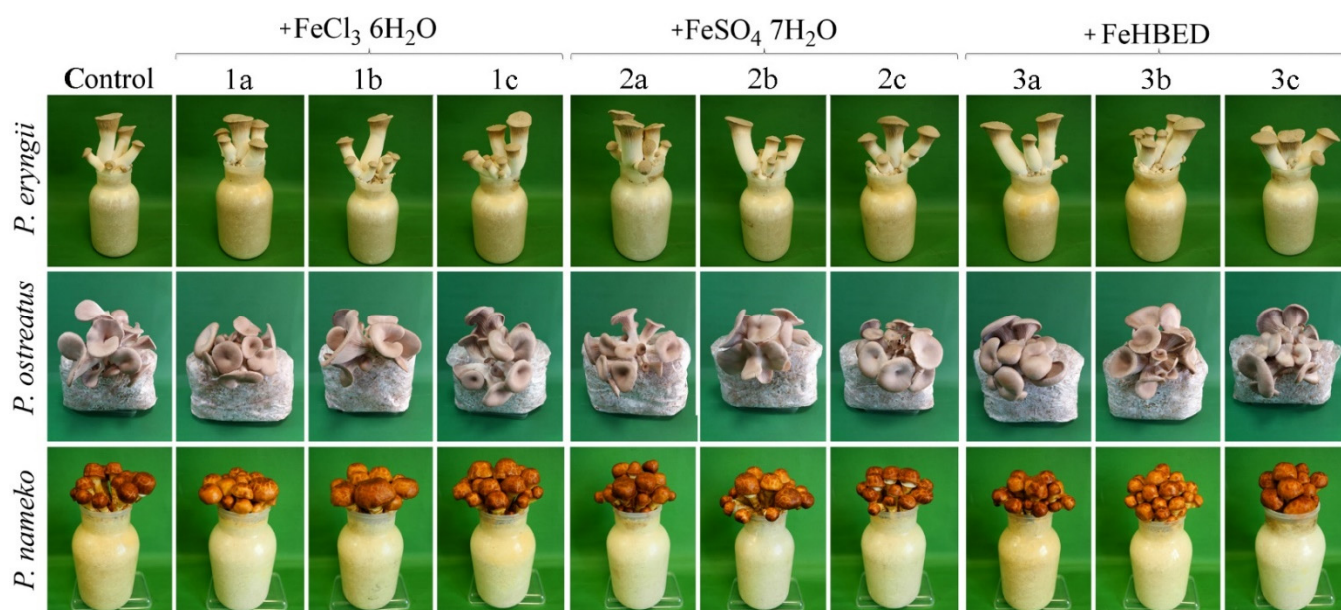 +FeCl₃ 6H₂O +FeSO₄ 7H₂O + FeHBED
Control 1a 1b 1c 2a 2b 2c 3a 3b 3c
P. eryngii
P. ostreatus
P. nameko